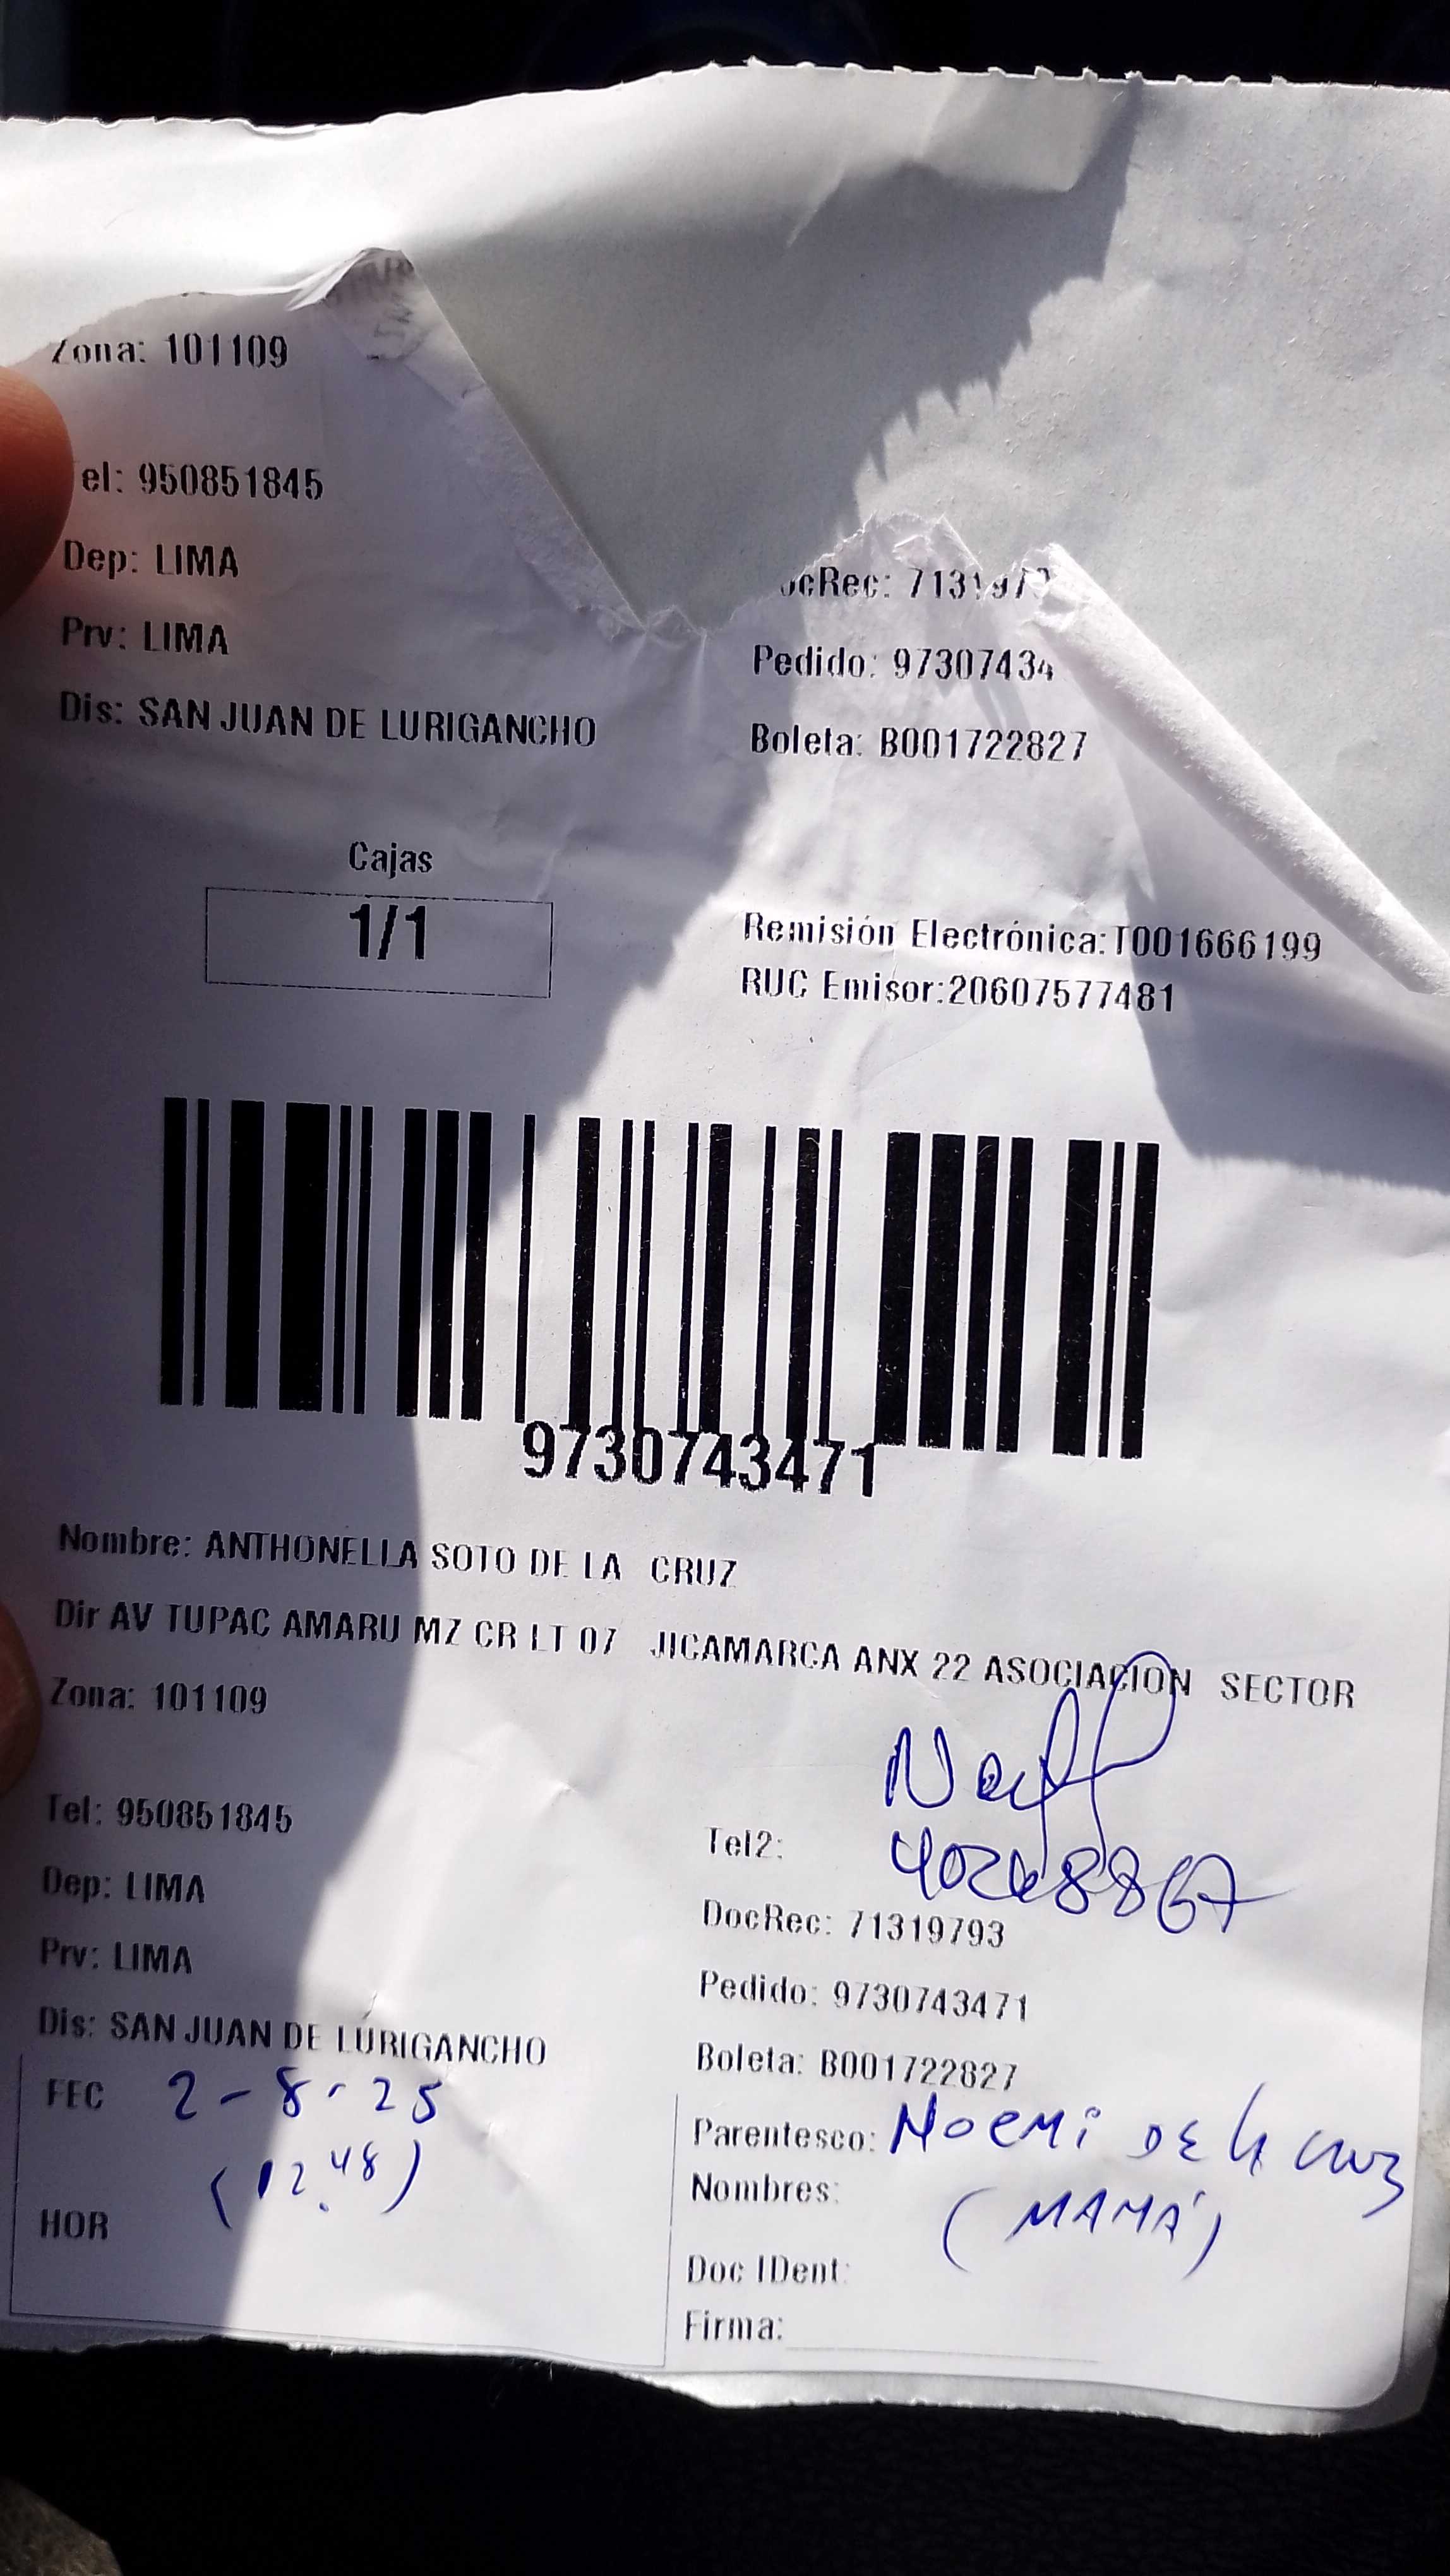 Zona: 101109
Tel: 950851845
Dep: LIMA
Prv: LIMA
Dis: SAN JUAN DE LURIGANCHO
ocRec: 7131979
Pedido: 97307434
Boleta: B001722827
Cajas
1/1
Remisión Electrónica:T001666199
RUC Emisor:20607577481
9730743471
Nombre: ANTHONELLA SOTO DE LA CRUZ
Dir AV TUPAC AMARU MZ CR LT 07 JICAMARCA ANX 22 ASOCIACION SECTOR
Zona: 101109
Tel: 950851845
Dep: LIMA
Prv: LIMA
Dis: SAN JUAN DE LURIGANCHO
Tel2:
DocRec: 71319793
Pedido: 9730743471
Boleta: B001722827
FEC 2-8-25
(12.48)
HOR
Parentesco: NOEMi DE LA CRUZ
Nombres: (MAMÁ)
Doc IDent:
Firma: